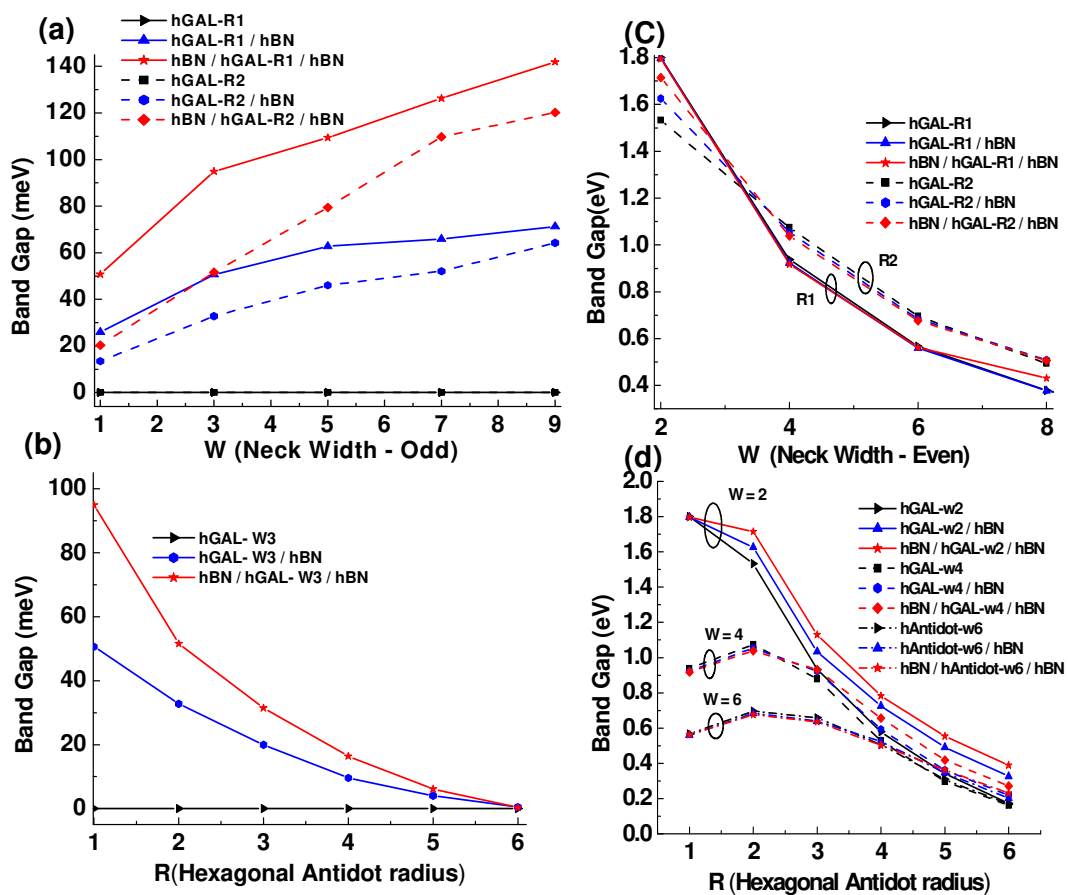 (a)
hGAL-R1
hGAL-R1 / hBN
hBN / hGAL-R1 / hBN
hGAL-R2
hGAL-R2 / hBN
hBN / hGAL-R2 / hBN
140
120
100
80
60
40
20
0
Band Gap (meV)
1 2 3 4 5 6 7 8 9
W (Neck Width - Odd)
(C)
hGAL-R1
hGAL-R1 / hBN
hBN / hGAL-R1 / hBN
hGAL-R2
hGAL-R2 / hBN
hBN / hGAL-R2 / hBN
R2
R1
1.8
1.6
1.4
1.2
1.0
0.8
0.6
0.4
Band Gap(eV)
2 4 6 8
W (Neck Width - Even)
(b)
hGAL- W3
hGAL- W3 / hBN
hBN / hGAL- W3 / hBN
100
80
60
40
20
0
Band Gap (meV)
1 2 3 4 5 6
R(Hexagonal Antidot radius)
(d)
W = 2
W = 4
W = 6
hGAL-w2
hGAL-w2 / hBN
hBN / hGAL-w2 / hBN
hGAL-w4
hGAL-w4 / hBN
hBN / hGAL-w4 / hBN
hAntidot-w6
hAntidot-w6 / hBN
hBN / hAntidot-w6 / hBN
2.0
1.8
1.6
1.4
1.2
1.0
0.8
0.6
0.4
0.2
0.0
Band Gap (eV)
1 2 3 4 5 6
R (Hexagonal Antidot radius)